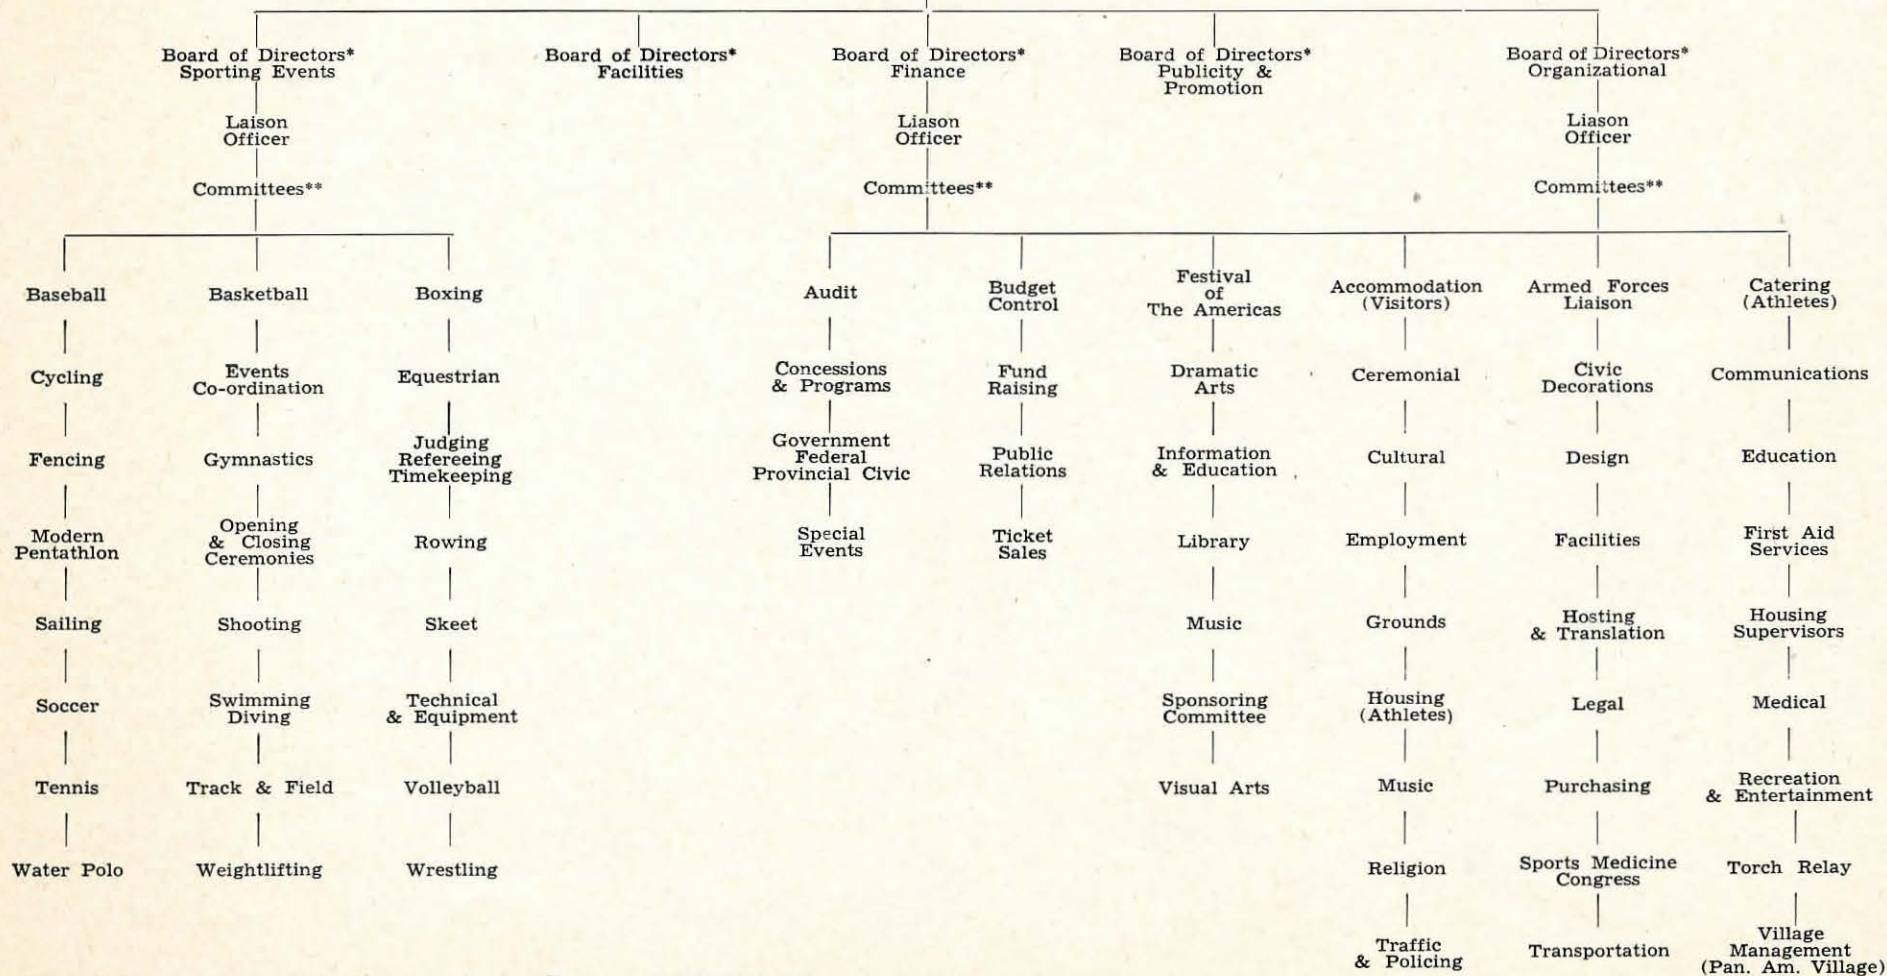 Board of Directors*
Sporting Events
Board of Directors*
Facilities
Board of Directors*
Finance
Board of Directors*
Publicity &
Promotion
Board of Directors*
Organizational
Laison
Officer
Liason
Officer
Liason
Officer
Committees**
Committees**
Committees**
Baseball
Cycling
Fencing
Modern
Pentathlon
Sailing
Soccer
Tennis
Water Polo
Basketball
Events
Co-ordination
Gymnastics
Opening
& Closing
Ceremonies
Shooting
Swimming
Diving
Track & Field
Weightlifting
Boxing
Equestrian
Judging
Refereeing
Timekeeping
Rowing
Skeet
Technical
& Equipment
Volleyball
Wrestling
Audit
Concessions
& Programs
Government
Federal
Provincial Civic
Special
Events
Budget
Control
Fund
Raising
Public
Relations
Ticket
Sales
Festival
of
The Americas
Dramatic
Arts
Information
& Education
Library
Music
Sponsoring
Committee
Visual Arts
Accommodation
(Visitors)
Ceremonial
Cultural
Employment
Grounds
Housing
(Athletes)
Music
Religion
Traffic
& Policing
Armed Forces
Liaison
Civic
Decorations
Design
Facilities
Hosting
& Translation
Legal
Purchasing
Sports Medicine
Congress
Transportation
Catering
(Athletes)
Communications
Education
First Aid
Services
Housing
Supervisors
Medical
Recreation
& Entertainment
Torch Relay
Village
Management
(Pan. Am. Village)